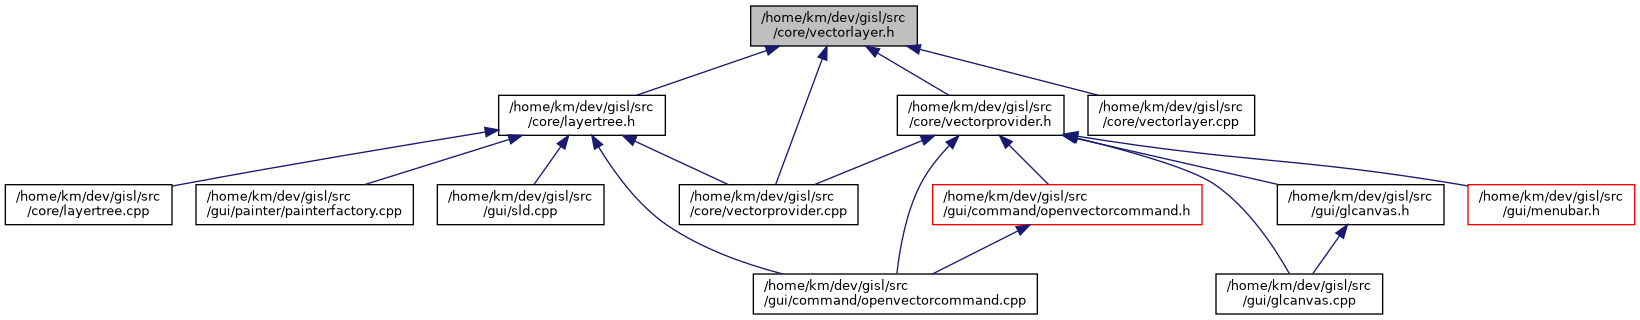 /home/km/dev/gisl/src
/core/vectorlayer.h
/home/km/dev/gisl/src
/core/layertree.h
/home/km/dev/gisl/src
/core/vectorprovider.h
/home/km/dev/gisl/src
/core/vectorlayer.cpp
/home/km/dev/gisl/src
/core/layertree.cpp
/home/km/dev/gisl/src
/gui/painter/painterfactory.cpp
/home/km/dev/gisl/src
/gui/sld.cpp
/home/km/dev/gisl/src
/core/vectorprovider.cpp
/home/km/dev/gisl/src
/gui/command/openvectorcommand.h
/home/km/dev/gisl/src
/gui/glcanvas.h
/home/km/dev/gisl/src
/gui/menubar.h
/home/km/dev/gisl/src
/gui/command/openvectorcommand.cpp
/home/km/dev/gisl/src
/gui/glcanvas.cpp